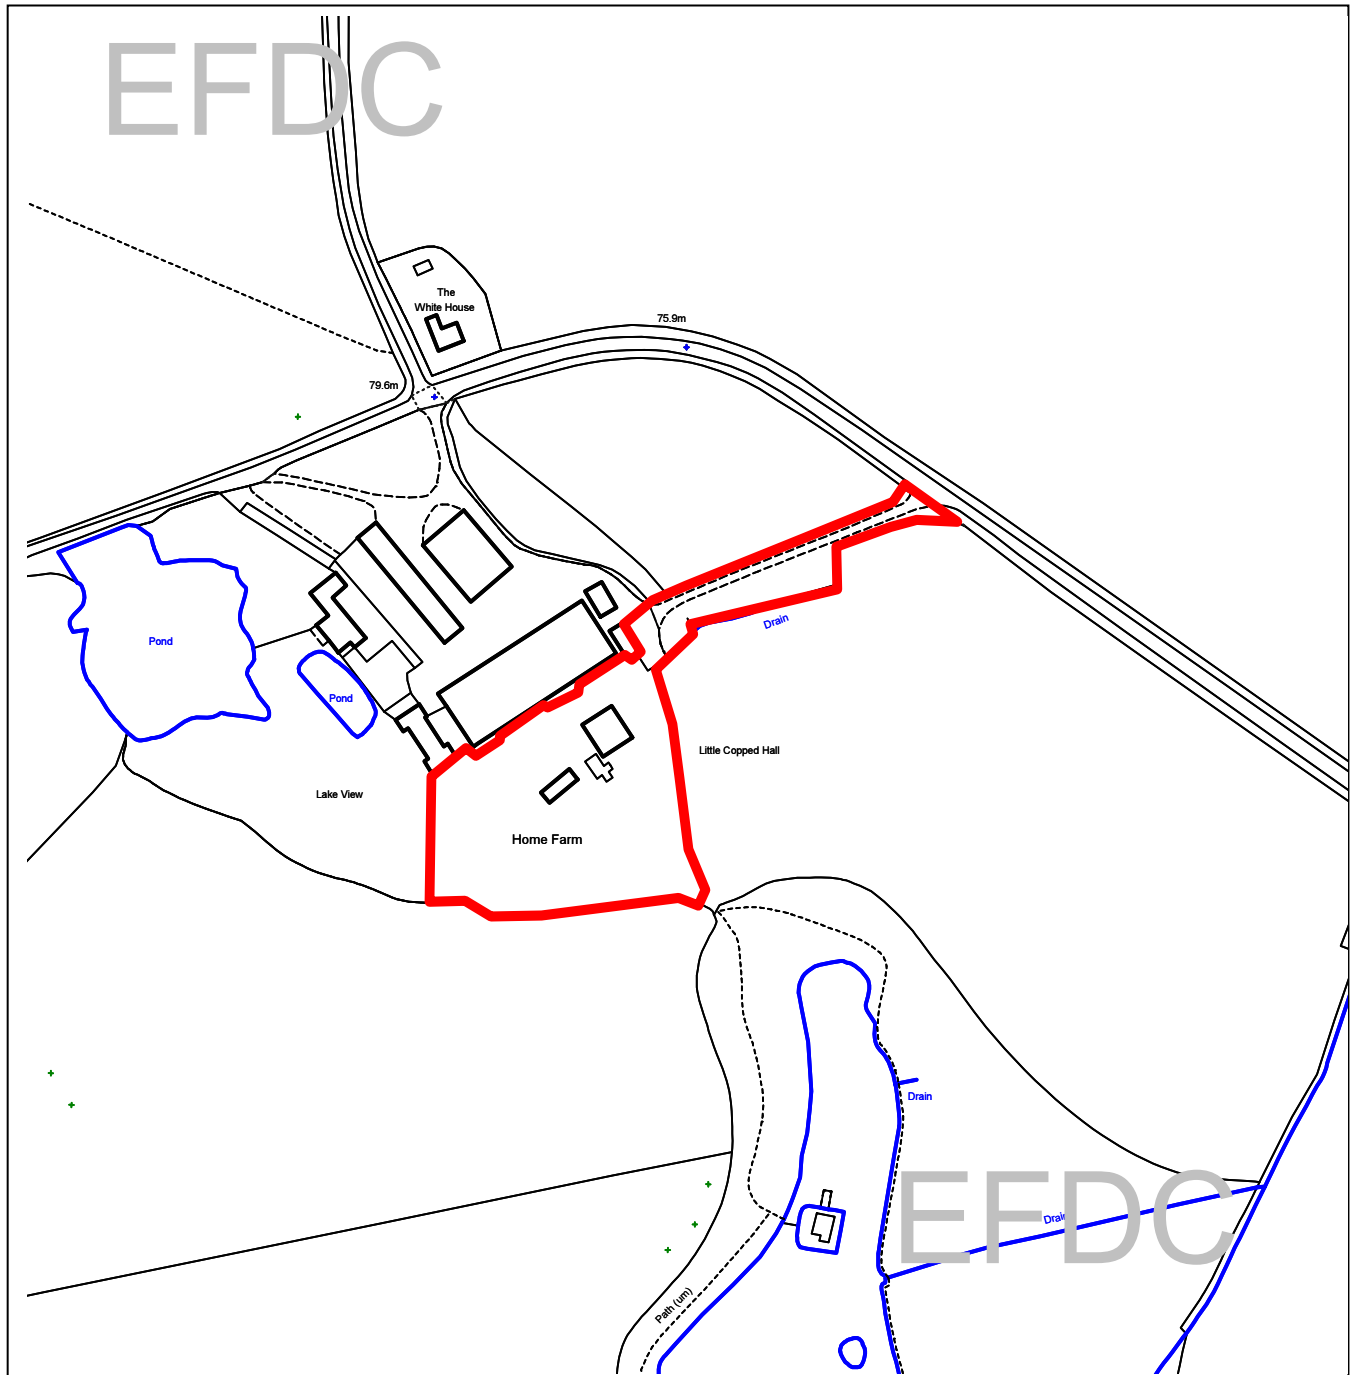 EFDC
The
White House
75.9m
79.6m
Pond
Drain
Pond
Little Copped Hall
Lake View
Home Farm
Drain
EFDC
Drain
Path (um)